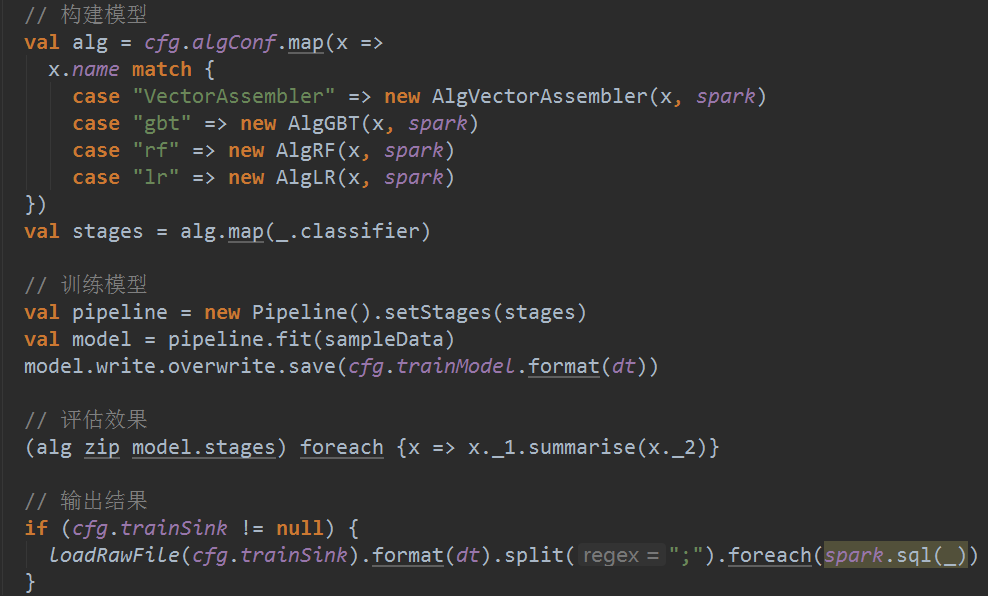 // 构建模型
val alg = cfg.algConf.map(x =>
  x.name match {
    case "VectorAssembler" => new AlgVectorAssembler(x, spark)
    case "gbt" => new AlgGBT(x, spark)
    case "rf" => new AlgRF(x, spark)
    case "lr" => new AlgLR(x, spark)
})
val stages = alg.map(_.classifier)
// 训练模型
val pipeline = new Pipeline().setStages(stages)
val model = pipeline.fit(sampleData)
model.write.overwrite.save(cfg.trainModel.format(dt))
// 评估效果
(alg zip model.stages) foreach {x => x._1.summarise(x._2)}
// 输出结果
if (cfg.trainSink != null) {
  loadRawFile(cfg.trainSink).format(dt).split( regex = ";").foreach(spark.sql(_))
}